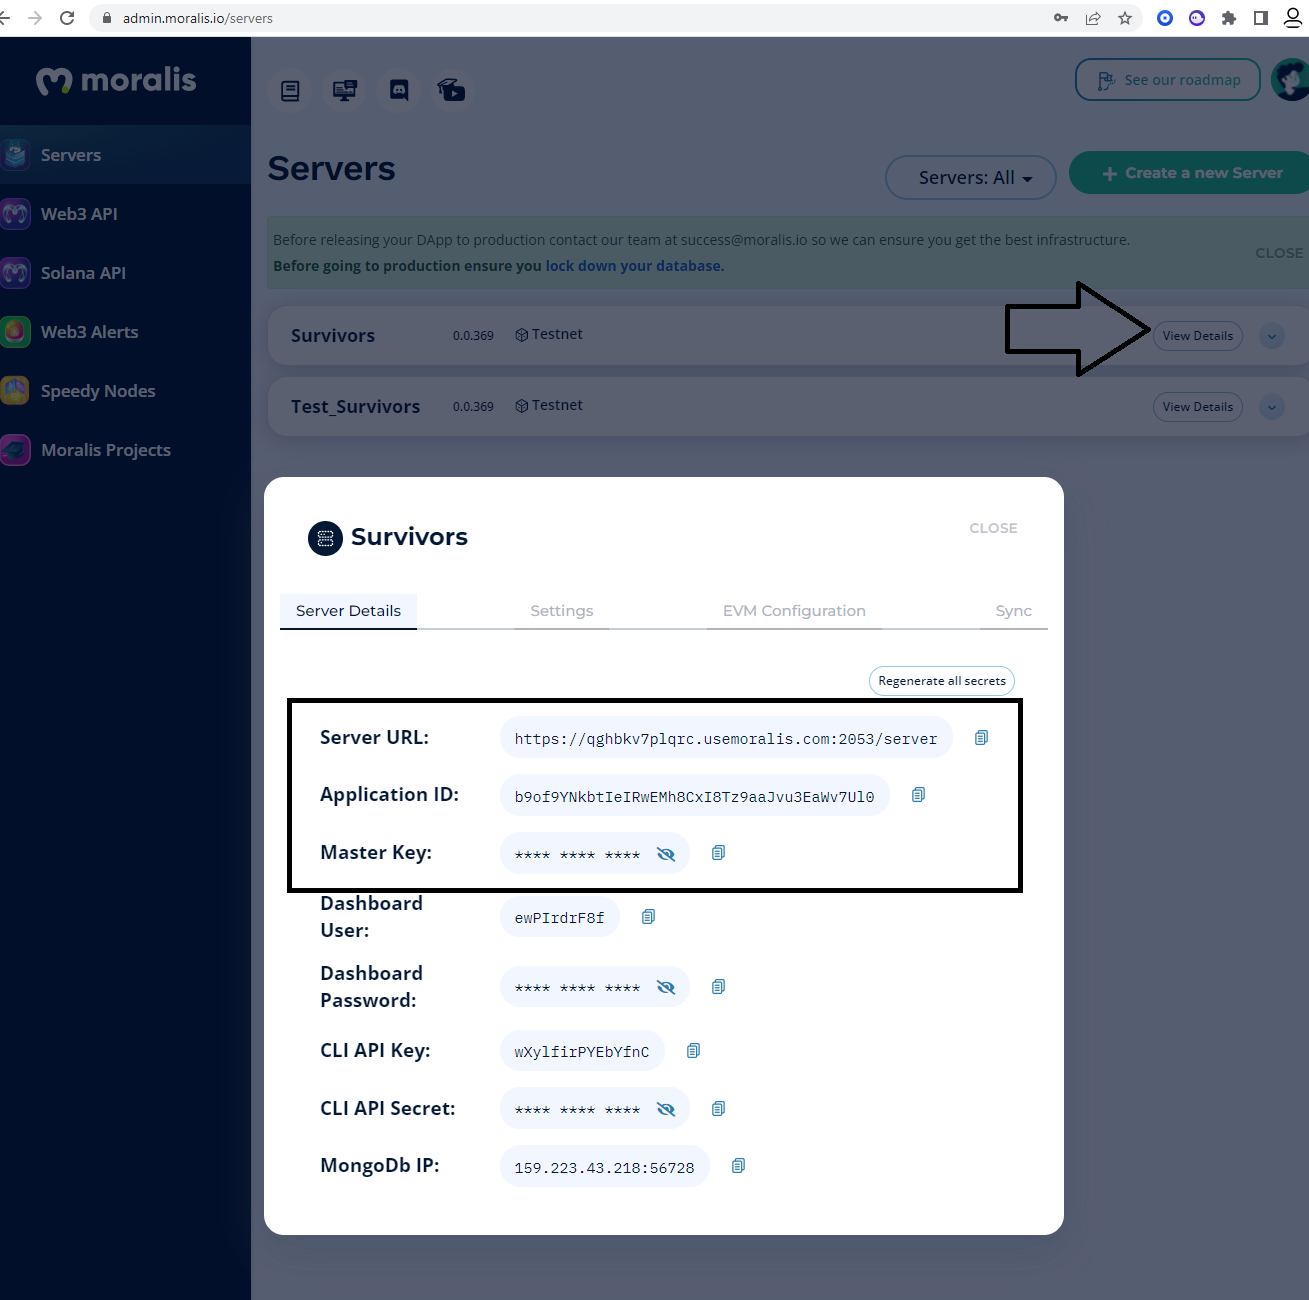 admin.moralis.io/servers
moralis
See our roadmap
Servers
Web3 API
Solana API
Web3 Alerts
Speedy Nodes
Moralis Projects
Servers
Servers: All
+ Create a new Server
Before releasing your DApp to production contact our team at success@moralis.io so we can ensure you get the best infrastructure.
Before going to production ensure you lock down your database.
CLOSE
Survivors 0.0.369 Testnet View Details
Test_Survivors 0.0.369 Testnet View Details
Survivors
CLOSE
Server Details Settings EVM Configuration Sync
Regenerate all secrets
Server URL: https://qghbkv7plqrc.usemoralis.com:2053/server
Application ID: b9of9YNkbtIeIRwEMh8CxI8Tz9aaJvu3EaWv7Ul0
Master Key: **** **** ****
Dashboard
User: ewPIrdrF8f
Dashboard
Password: **** **** ****
CLI API Key: wXylfirPYEbYfnC
CLI API Secret: **** **** ****
MongoDb IP: 159.223.43.218:56728